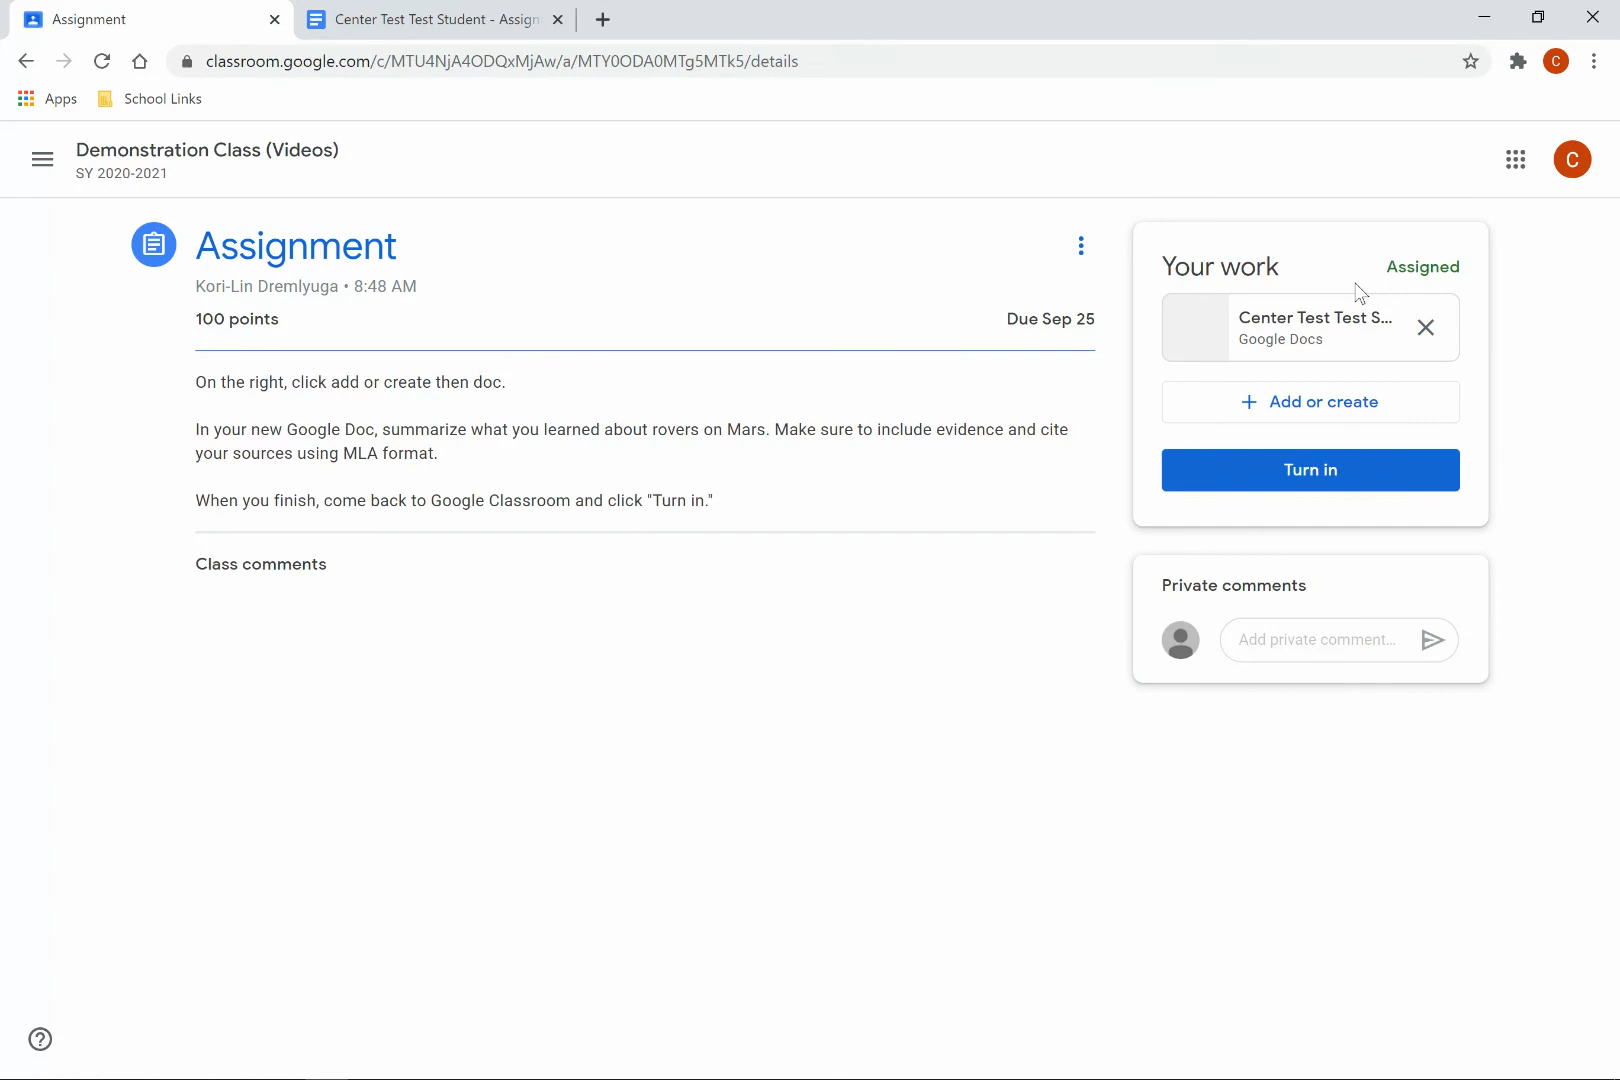 Assignment
Center Test Test Student - Assign
classroom.google.com/c/MTU4NjA4ODQxMjAw/a/MTY0ODA0MTg5MTk5/details
C
Apps
School Links
Demonstration Class (Videos)
SY 2020-2021
C
Assignment
Kori-Lin Dremlyuga • 8:48 AM
100 points
Due Sep 25
On the right, click add or create then doc.
In your new Google Doc, summarize what you learned about rovers on Mars. Make sure to include evidence and cite
your sources using MLA format.
When you finish, come back to Google Classroom and click "Turn in."
Class comments
Your work
Assigned
Center Test Test S...
Google Docs
+ Add or create
Turn in
Private comments
Add private comment...
?